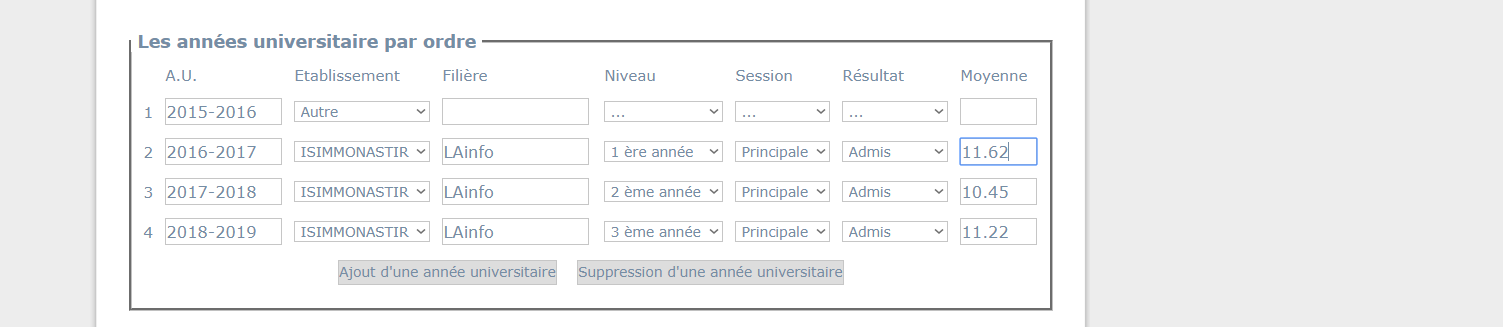 Les années universitaire par ordre
A.U. Etablissement Filière Niveau Session Résultat Moyenne
1 2015-2016 Autre ... ... ...
2 2016-2017 ISIMMONASTIR LAinfo 1 ère année Principale Admis 11.62
3 2017-2018 ISIMMONASTIR LAinfo 2 ème année Principale Admis 10.45
4 2018-2019 ISIMMONASTIR LAinfo 3 ème année Principale Admis 11.22
Ajout d'une année universitaire Suppression d'une année universitaire